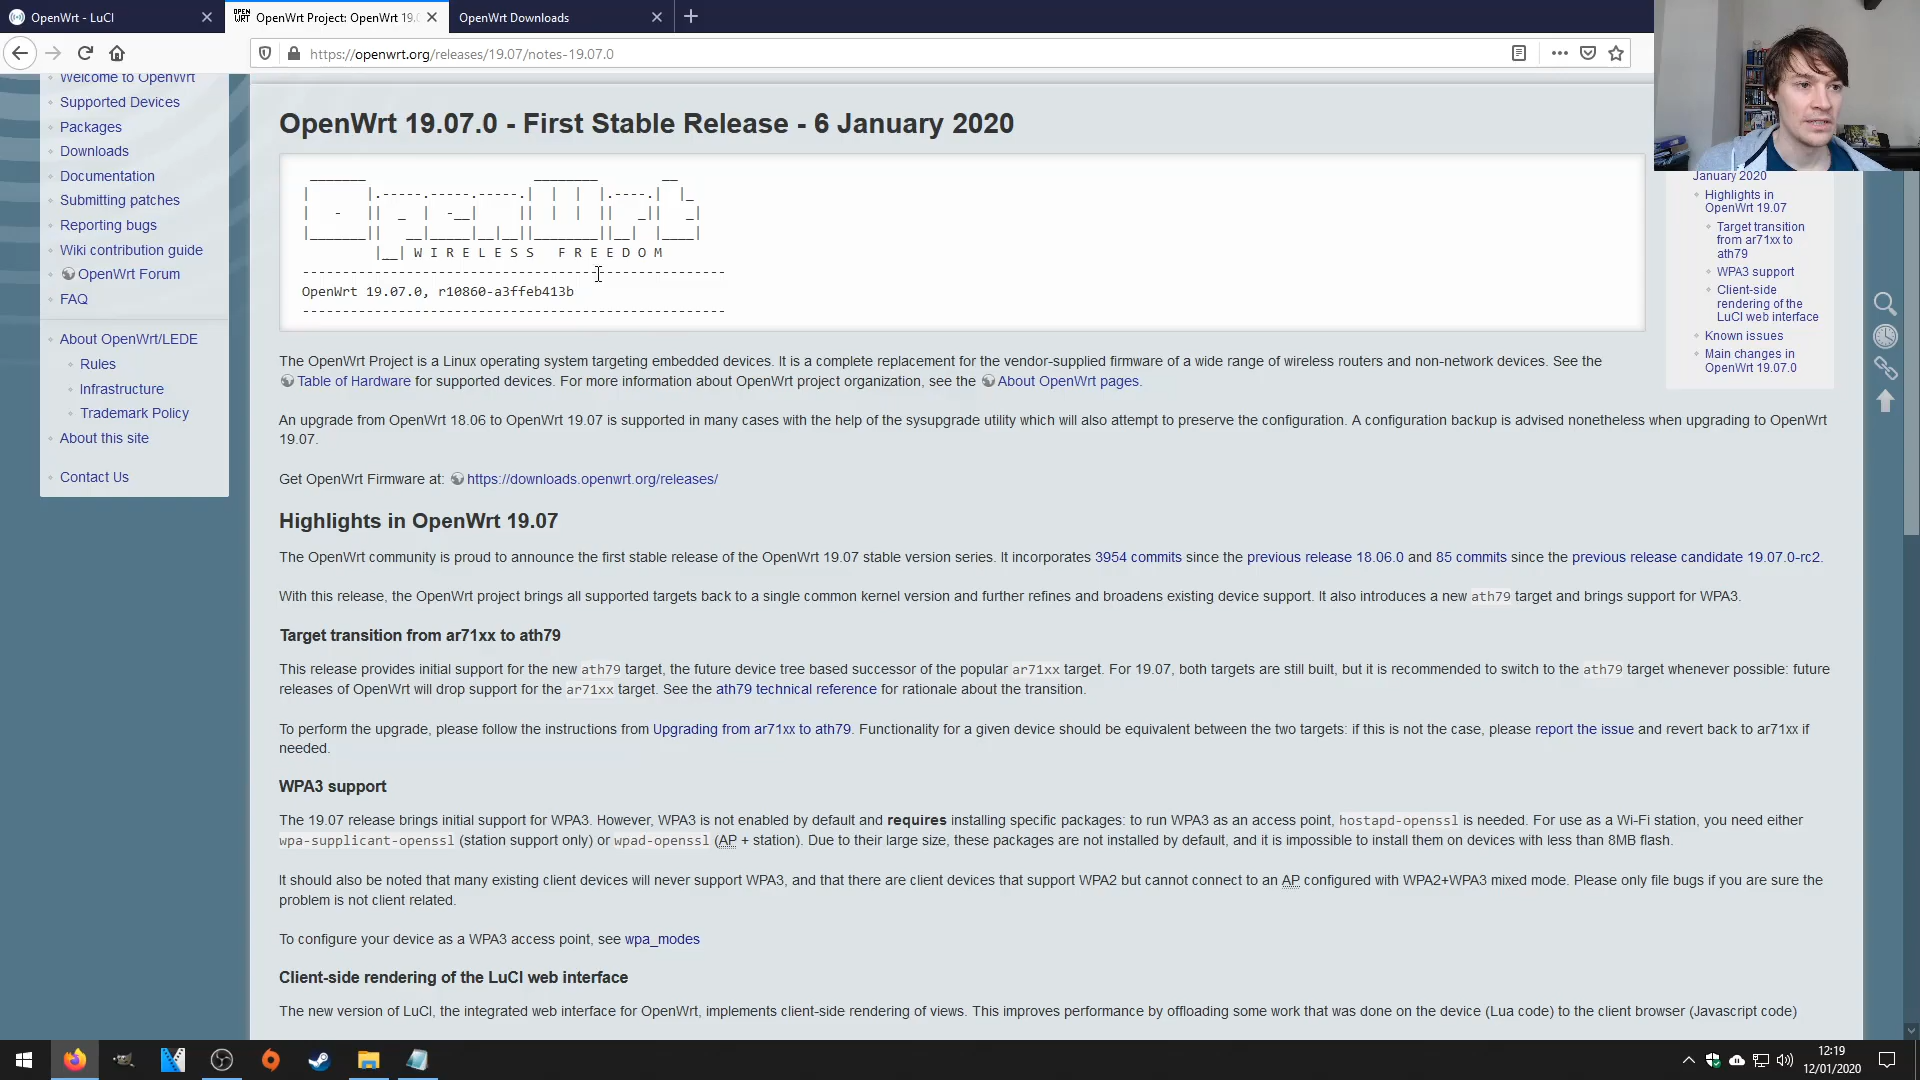 OpenWrt - LuCI
OpenWrt Project: OpenWrt 19.0
OpenWrt Downloads
https://openwrt.org/releases/19.07/notes-19.07.0
Welcome to OpenWrt
Supported Devices
Packages
Downloads
Documentation
Submitting patches
Reporting bugs
Wiki contribution guide
OpenWrt Forum
FAQ
About OpenWrt/LEDE
Rules
Infrastructure
Trademark Policy
About this site
Contact Us
OpenWrt 19.07.0 - First Stable Release - 6 January 2020
OpenWrt
W I R E L E S S   F R E E D O M
-----------------------------------------------------
OpenWrt 19.07.0, r10860-a3ffeb413b
-----------------------------------------------------
The OpenWrt Project is a Linux operating system targeting embedded devices. It is a complete replacement for the vendor-supplied firmware of a wide range of wireless routers and non-network devices. See the
Table of Hardware for supported devices. For more information about OpenWrt project organization, see the About OpenWrt pages.
An upgrade from OpenWrt 18.06 to OpenWrt 19.07 is supported in many cases with the help of the sysupgrade utility which will also attempt to preserve the configuration. A configuration backup is advised nonetheless when upgrading to OpenWrt
19.07.
Get OpenWrt Firmware at: https://downloads.openwrt.org/releases/
Highlights in OpenWrt 19.07
The OpenWrt community is proud to announce the first stable release of the OpenWrt 19.07 stable version series. It incorporates 3954 commits since the previous release 18.06.0 and 85 commits since the previous release candidate 19.07.0-rc2.
With this release, the OpenWrt project brings all supported targets back to a single common kernel version and further refines and broadens existing device support. It also introduces a new ath79 target and brings support for WPA3.
Target transition from ar71xx to ath79
This release provides initial support for the new ath79 target, the future device tree based successor of the popular ar71xx target. For 19.07, both targets are still built, but it is recommended to switch to the ath79 target whenever possible: future
releases of OpenWrt will drop support for the ar71xx target. See the ath79 technical reference for rationale about the transition.
To perform the upgrade, please follow the instructions from Upgrading from ar71xx to ath79. Functionality for a given device should be equivalent between the two targets: if this is not the case, please report the issue and revert back to ar71xx if
needed.
WPA3 support
The 19.07 release brings initial support for WPA3. However, WPA3 is not enabled by default and requires installing specific packages: to run WPA3 as an access point, hostapd-openssl is needed. For use as a Wi-Fi station, you need either
wpa-supplicant-openssl (station support only) or wpad-openssl (AP + station). Due to their large size, these packages are not installed by default, and it is impossible to install them on devices with less than 8MB flash.
It should also be noted that many existing client devices will never support WPA3, and that there are client devices that support WPA2 but cannot connect to an AP configured with WPA2+WPA3 mixed mode. Please only file bugs if you are sure the
problem is not client related.
To configure your device as a WPA3 access point, see wpa_modes
Client-side rendering of the LuCI web interface
The new version of LuCI, the integrated web interface for OpenWrt, implements client-side rendering of views. This improves performance by offloading some work that was done on the device (Lua code) to the client browser (Javascript code)
January 2020
Highlights in
OpenWrt 19.07
Target transition
from ar71xx to
ath79
WPA3 support
Client-side
rendering of the
LuCI web interface
Known issues
Main changes in
OpenWrt 19.07.0
12:19
12/01/2020